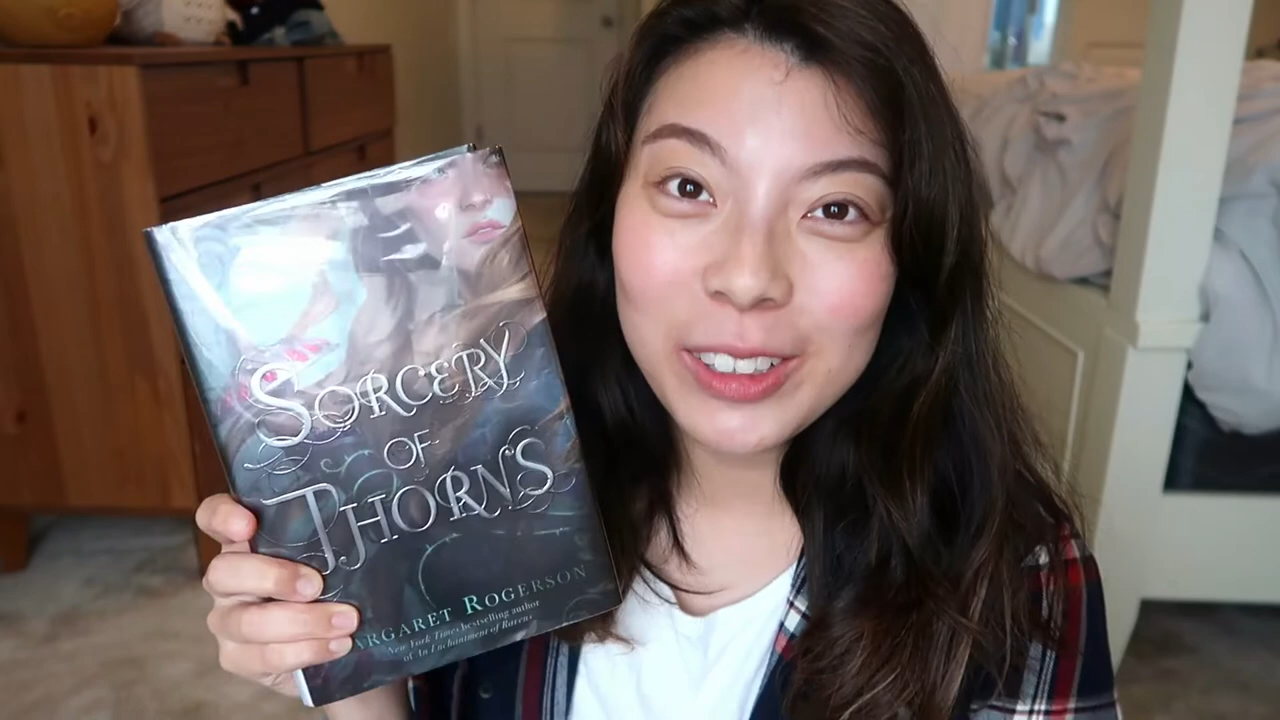 SORCERY
OF
THORNS
ARGARET ROGERSON
New York Times bestselling author
of An Enchantment of Ravens